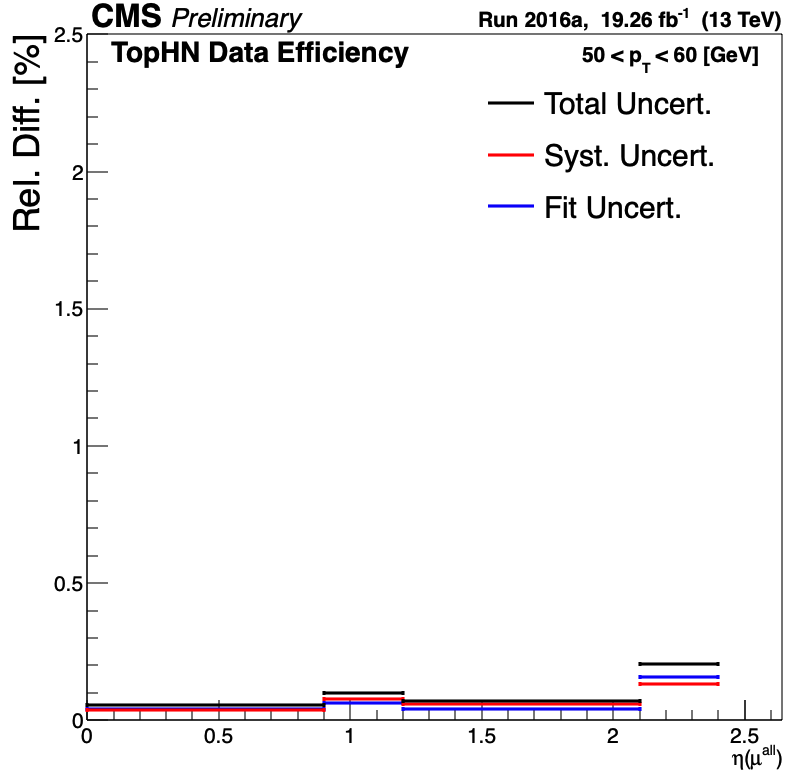 CMS Preliminary Run 2016a, 19.26 fb⁻¹ (13 TeV)
TopHN Data Efficiency 50 < p_T < 60 [GeV]
Rel. Diff. [%]
Total Uncert.
Syst. Uncert.
Fit Uncert.
2.5
2
1.5
1
0.5
0
0 0.5 1 1.5 2 2.5
η(μ^all)